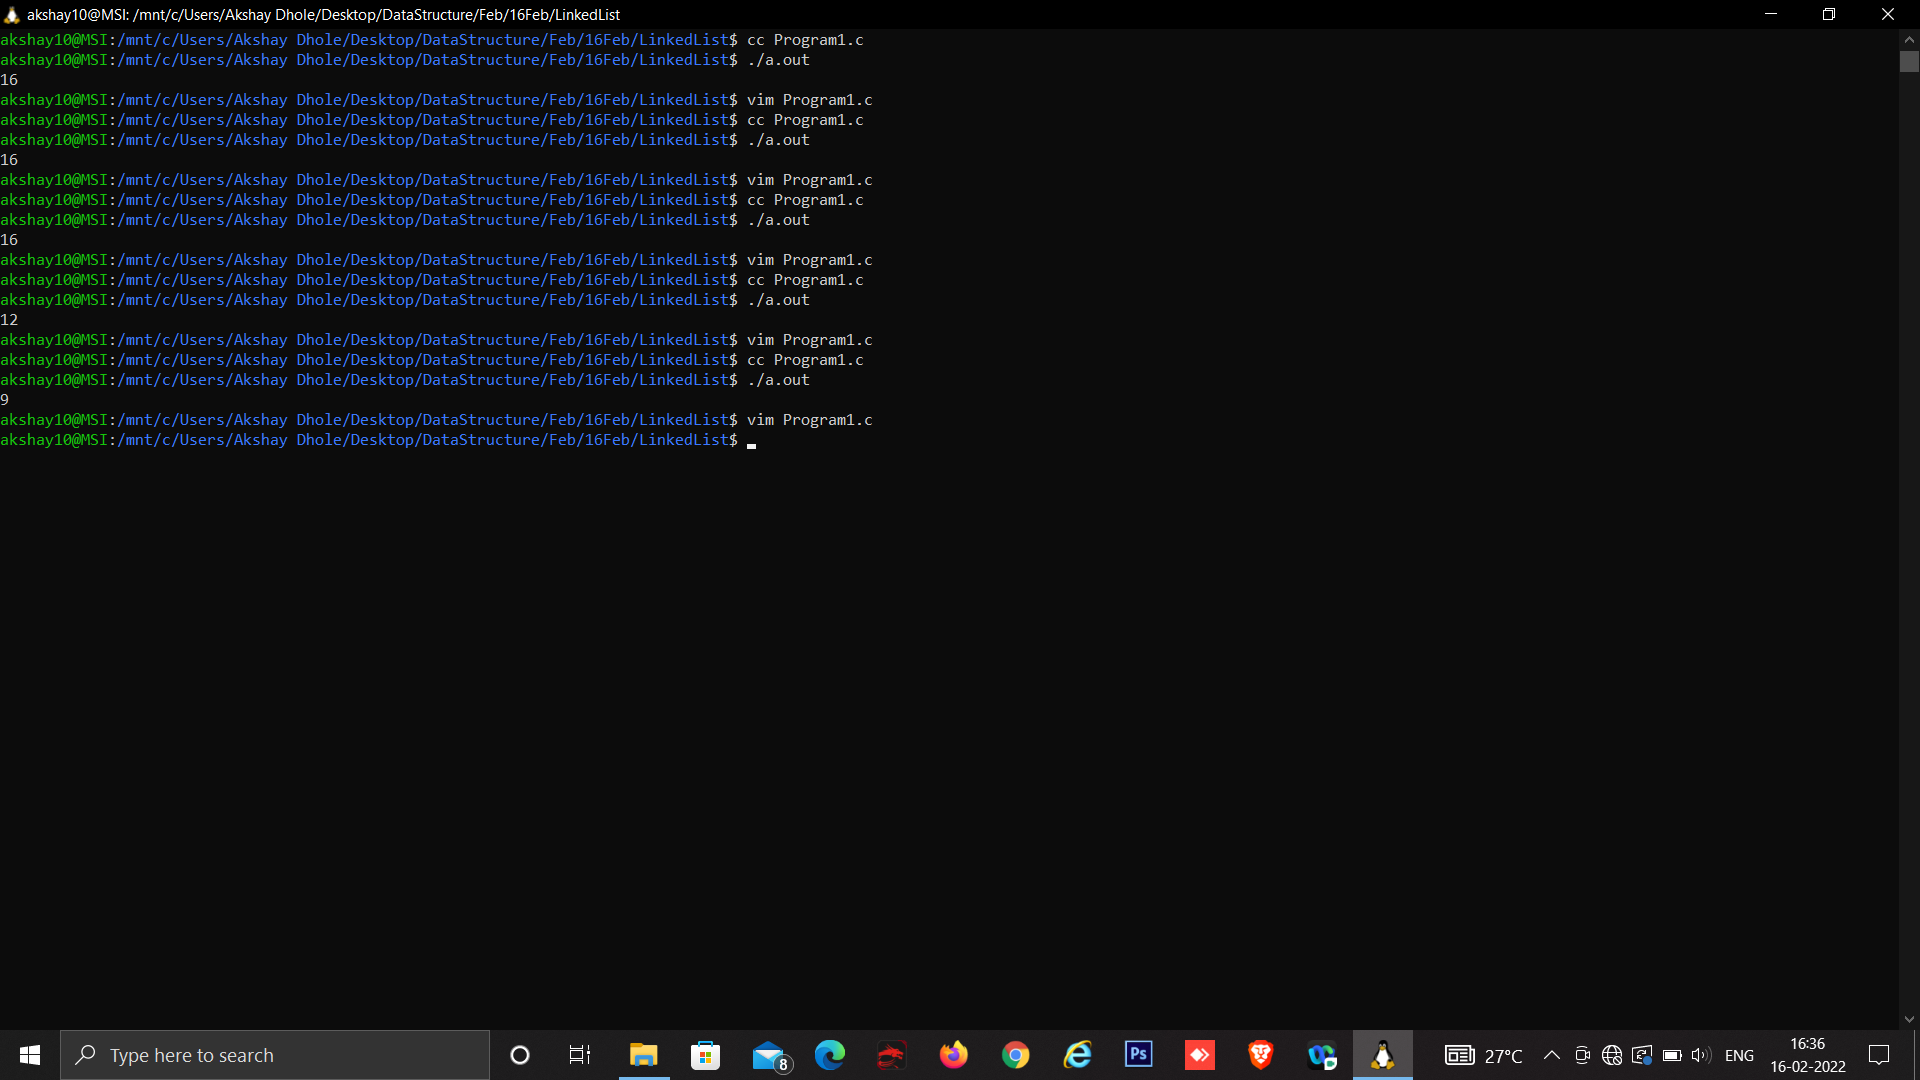 akshay10@MSI: /mnt/c/Users/Akshay Dhole/Desktop/DataStructure/Feb/16Feb/LinkedList
akshay10@MSI:/mnt/c/Users/Akshay Dhole/Desktop/DataStructure/Feb/16Feb/LinkedList$ cc Program1.c
akshay10@MSI:/mnt/c/Users/Akshay Dhole/Desktop/DataStructure/Feb/16Feb/LinkedList$ ./a.out
16
akshay10@MSI:/mnt/c/Users/Akshay Dhole/Desktop/DataStructure/Feb/16Feb/LinkedList$ vim Program1.c
akshay10@MSI:/mnt/c/Users/Akshay Dhole/Desktop/DataStructure/Feb/16Feb/LinkedList$ cc Program1.c
akshay10@MSI:/mnt/c/Users/Akshay Dhole/Desktop/DataStructure/Feb/16Feb/LinkedList$ ./a.out
16
akshay10@MSI:/mnt/c/Users/Akshay Dhole/Desktop/DataStructure/Feb/16Feb/LinkedList$ vim Program1.c
akshay10@MSI:/mnt/c/Users/Akshay Dhole/Desktop/DataStructure/Feb/16Feb/LinkedList$ cc Program1.c
akshay10@MSI:/mnt/c/Users/Akshay Dhole/Desktop/DataStructure/Feb/16Feb/LinkedList$ ./a.out
16
akshay10@MSI:/mnt/c/Users/Akshay Dhole/Desktop/DataStructure/Feb/16Feb/LinkedList$ vim Program1.c
akshay10@MSI:/mnt/c/Users/Akshay Dhole/Desktop/DataStructure/Feb/16Feb/LinkedList$ cc Program1.c
akshay10@MSI:/mnt/c/Users/Akshay Dhole/Desktop/DataStructure/Feb/16Feb/LinkedList$ ./a.out
12
akshay10@MSI:/mnt/c/Users/Akshay Dhole/Desktop/DataStructure/Feb/16Feb/LinkedList$ vim Program1.c
akshay10@MSI:/mnt/c/Users/Akshay Dhole/Desktop/DataStructure/Feb/16Feb/LinkedList$ cc Program1.c
akshay10@MSI:/mnt/c/Users/Akshay Dhole/Desktop/DataStructure/Feb/16Feb/LinkedList$ ./a.out
9
akshay10@MSI:/mnt/c/Users/Akshay Dhole/Desktop/DataStructure/Feb/16Feb/LinkedList$ vim Program1.c
akshay10@MSI:/mnt/c/Users/Akshay Dhole/Desktop/DataStructure/Feb/16Feb/LinkedList$
Type here to search
8
Ps
27°C
ENG
16:36
16-02-2022